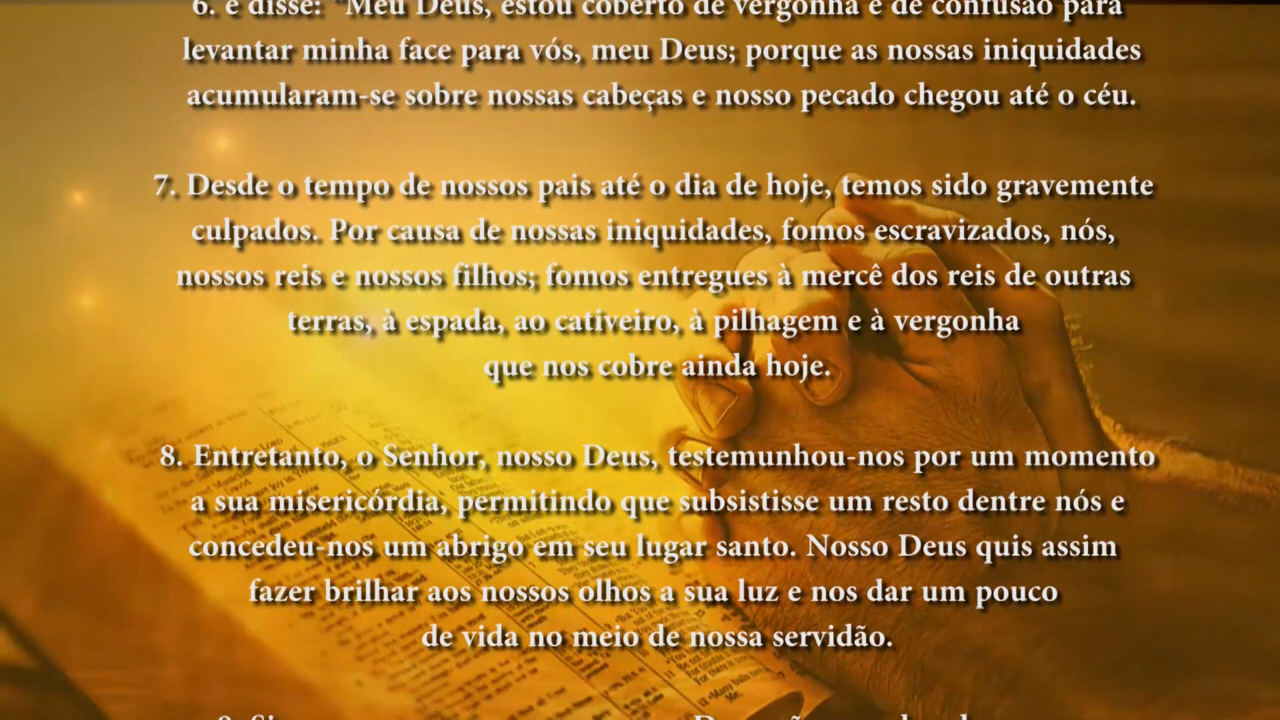 6. e disse: "Meu Deus, estou coberto de vergonha e de confusão para
levantar minha face para vós, meu Deus; porque as nossas iniquidades
acumularam-se sobre nossas cabeças e nosso pecado chegou até o céu.
7. Desde o tempo de nossos pais até o dia de hoje, temos sido gravemente
culpados. Por causa de nossas iniquidades, fomos escravizados, nós,
nossos reis e nossos filhos; fomos entregues à mercê dos reis de outras
terras, à espada, ao cativeiro, à pilhagem e à vergonha
que nos cobre ainda hoje.
8. Entretanto, o Senhor, nosso Deus, testemunhou-nos por um momento
a sua misericórdia, permitindo que subsistisse um resto dentre nós e
concedeu-nos um abrigo em seu lugar santo. Nosso Deus quis assim
fazer brilhar aos nossos olhos a sua luz e nos dar um pouco
de vida no meio de nossa servidão.